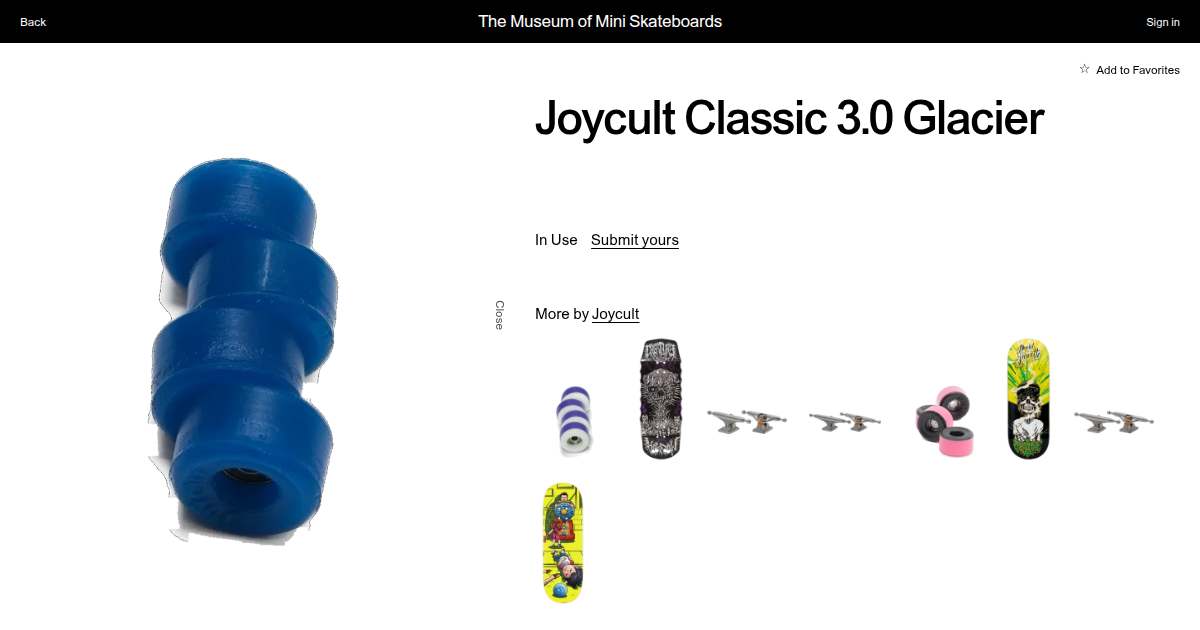 Back
The Museum of Mini Skateboards
Sign in
☆ Add to Favorites
Joycult Classic 3.0 Glacier
In Use Submit yours
Close
More by Joycult